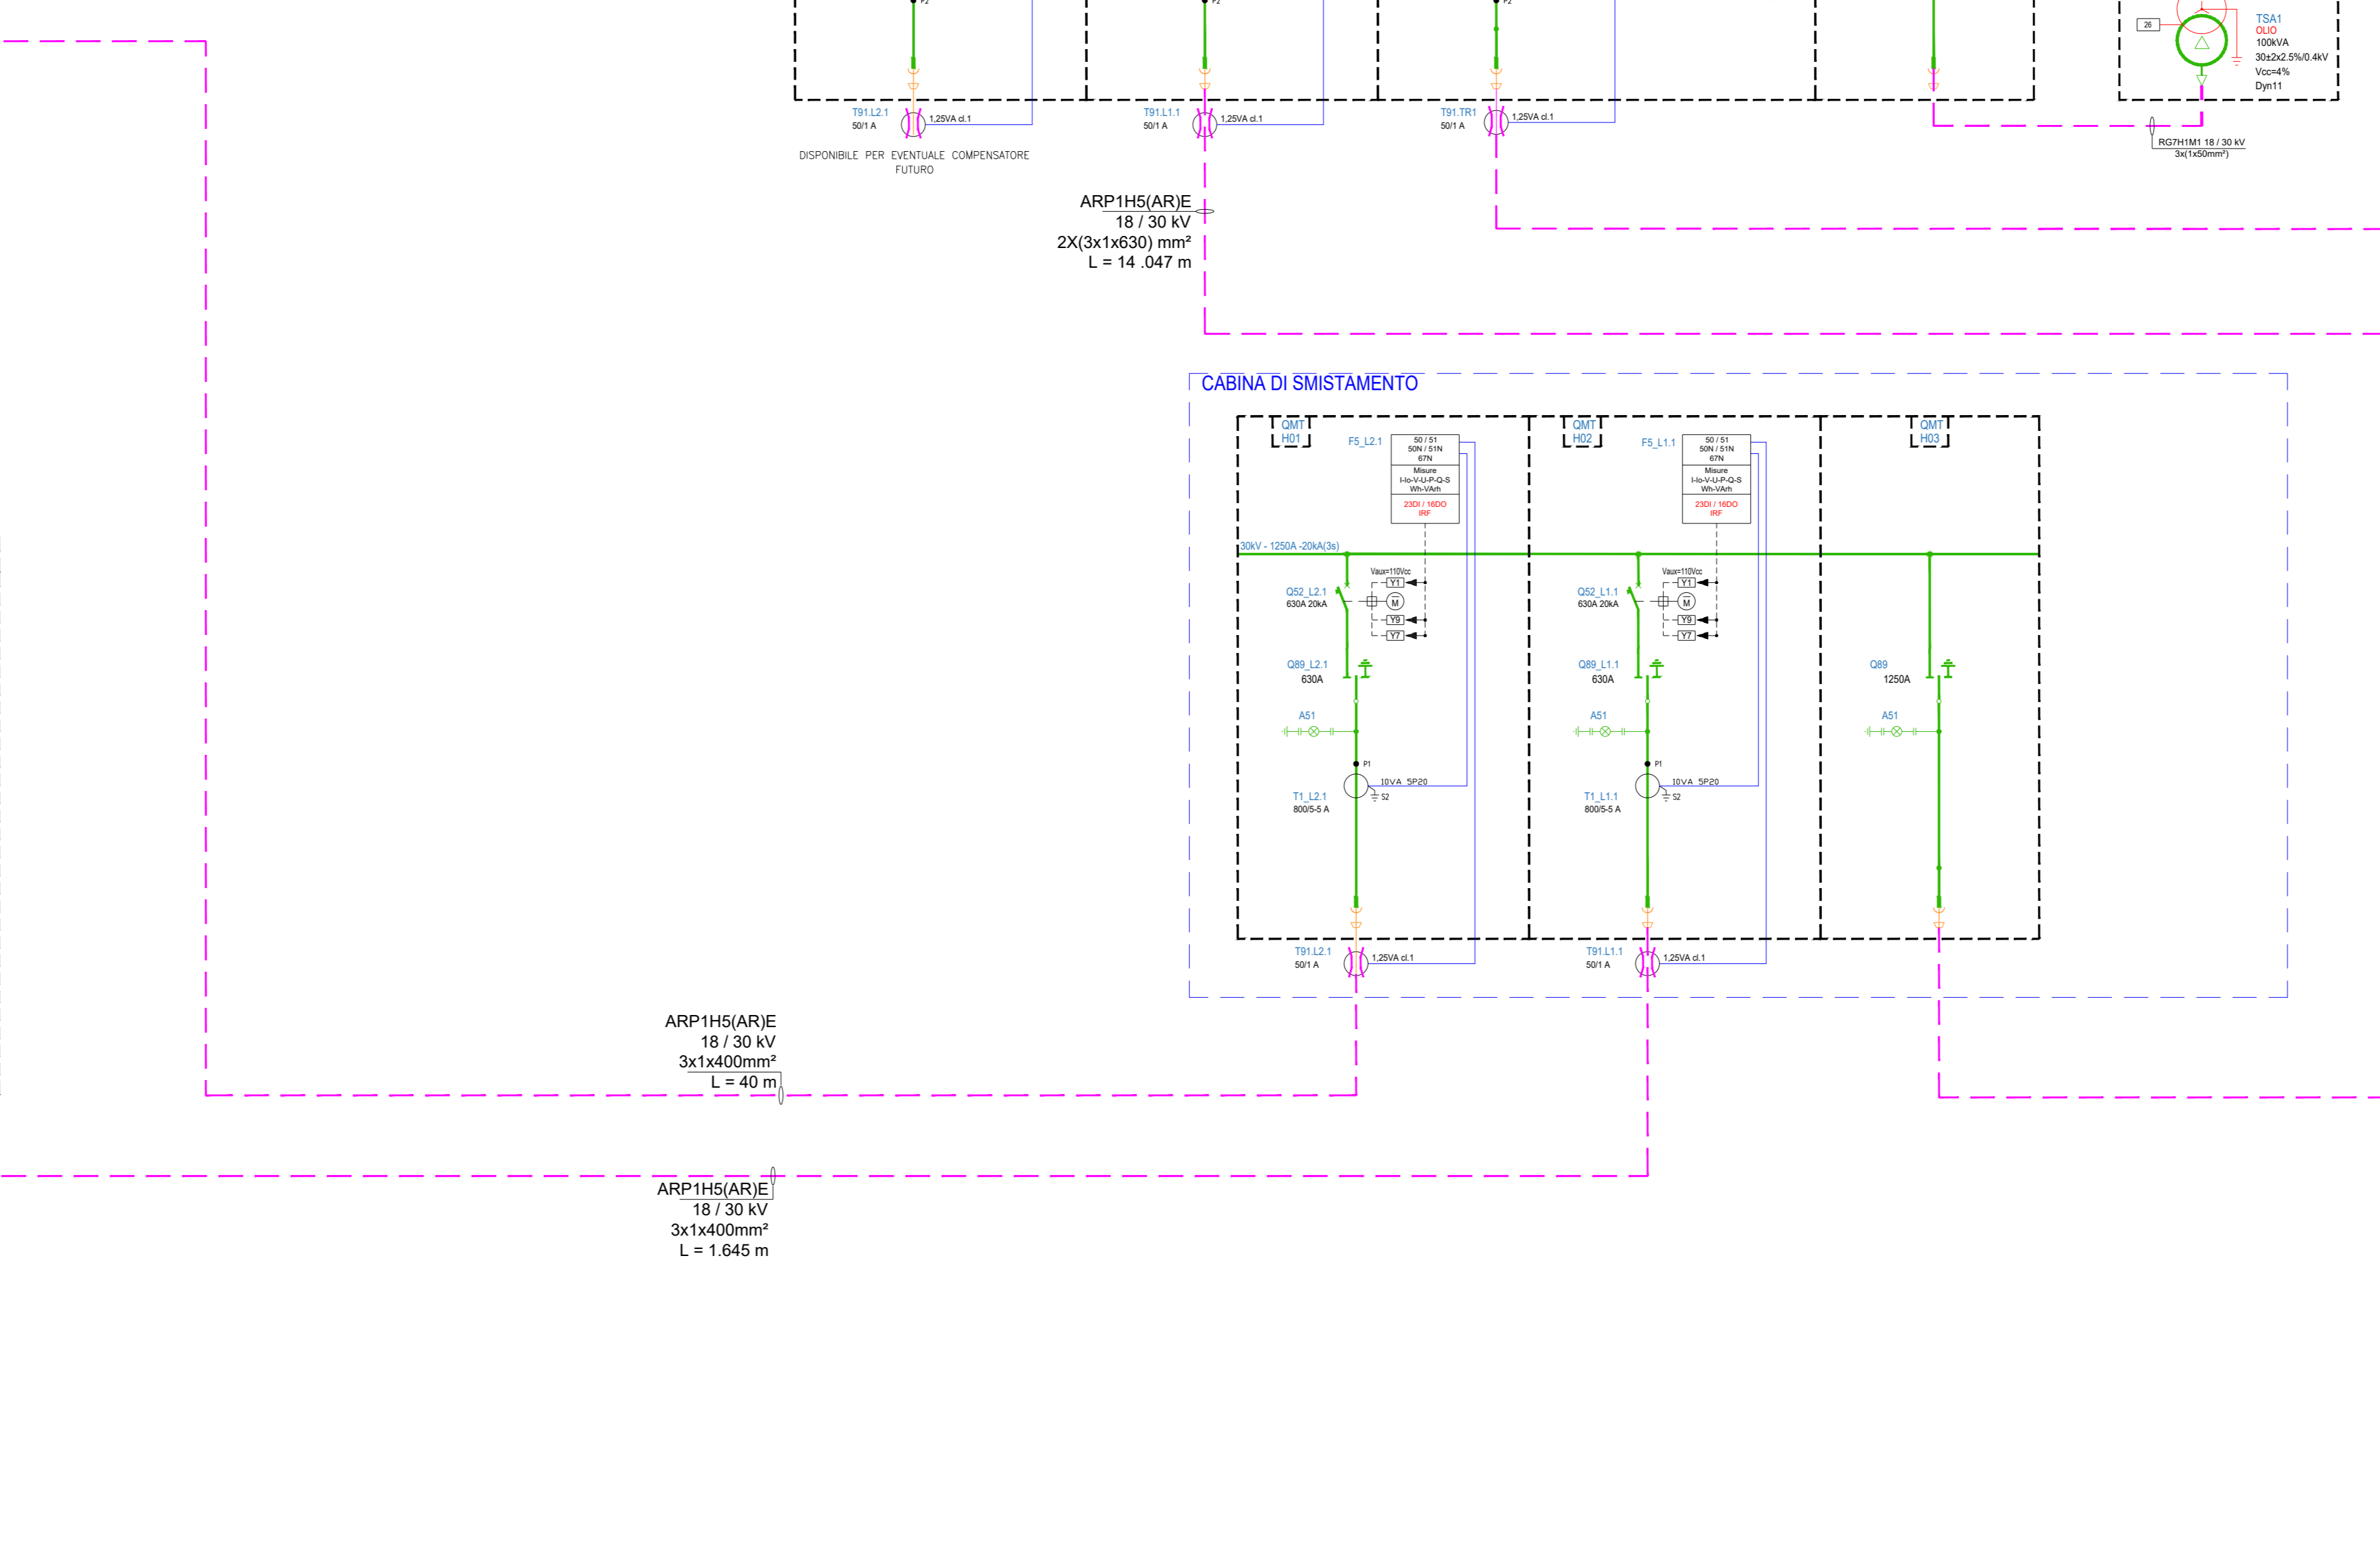 P2
P2
P2
26
TSA1
OLIO
100kVA
30±2x2.5%/0.4kV
Vcc=4%
Dyn11
T91.L2.1
50/1 A
1,25VA cl.1
T91.L1.1
50/1 A
1,25VA cl.1
T91.TR1
50/1 A
1,25VA cl.1
DISPONIBILE PER EVENTUALE COMPENSATORE
FUTURO
RG7H1M1 18 / 30 kV
3x(1x50mm²)
ARP1H5(AR)E
18 / 30 kV
2X(3x1x630) mm²
L = 14 .047 m
CABINA DI SMISTAMENTO
QMT
H01
F5_L2.1
50 / 51
50N / 51N
67N
Misure
I-Io-V-U-P-Q-S
Wh-VArh
23DI / 16DO
IRF
QMT
H02
F5_L1.1
50 / 51
50N / 51N
67N
Misure
I-Io-V-U-P-Q-S
Wh-VArh
23DI / 16DO
IRF
QMT
H03
30kV - 1250A -20kA(3s)
Vaux=110Vcc
Y1
Q52_L2.1
630A 20kA
M
Y9
Y7
Vaux=110Vcc
Y1
Q52_L1.1
630A 20kA
M
Y9
Y7
Q89_L2.1
630A
Q89_L1.1
630A
Q89
1250A
A51
A51
A51
P1
10VA 5P20
T1_L2.1
800/5-5 A
S2
P1
10VA 5P20
T1_L1.1
800/5-5 A
S2
T91.L2.1
50/1 A
1,25VA cl.1
T91.L1.1
50/1 A
1,25VA cl.1
ARP1H5(AR)E
18 / 30 kV
3x1x400mm²
L = 40 m
ARP1H5(AR)E
18 / 30 kV
3x1x400mm²
L = 1.645 m